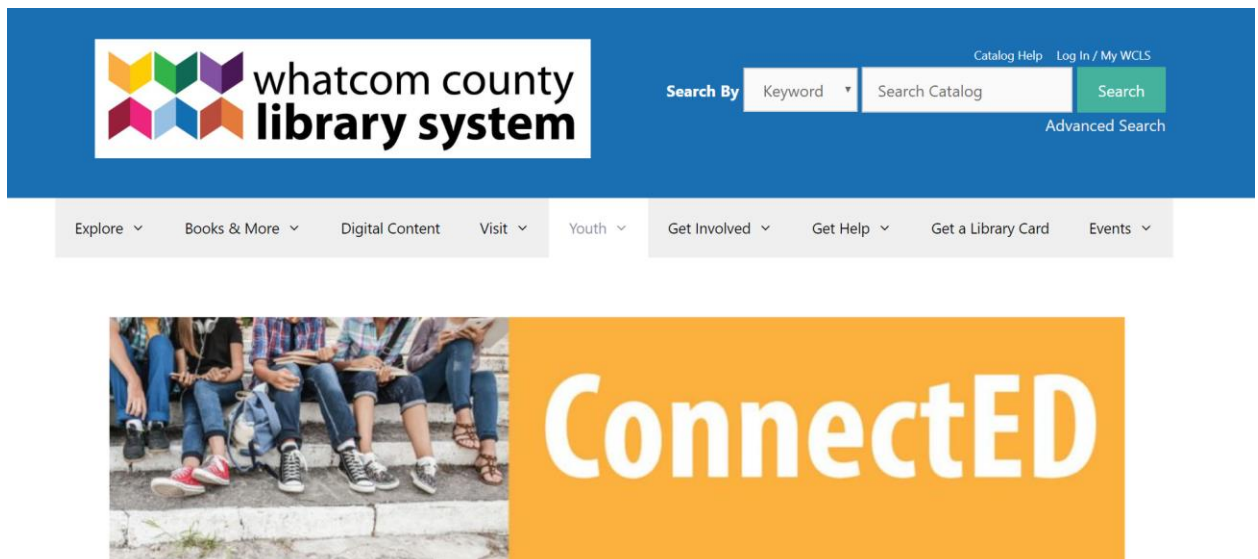 whatcom county
library system
Catalog Help Log In / My WCLS
Search By Keyword Search Catalog Search
Advanced Search
Explore Books & More Digital Content Visit Youth Get Involved Get Help Get a Library Card Events
ConnectED